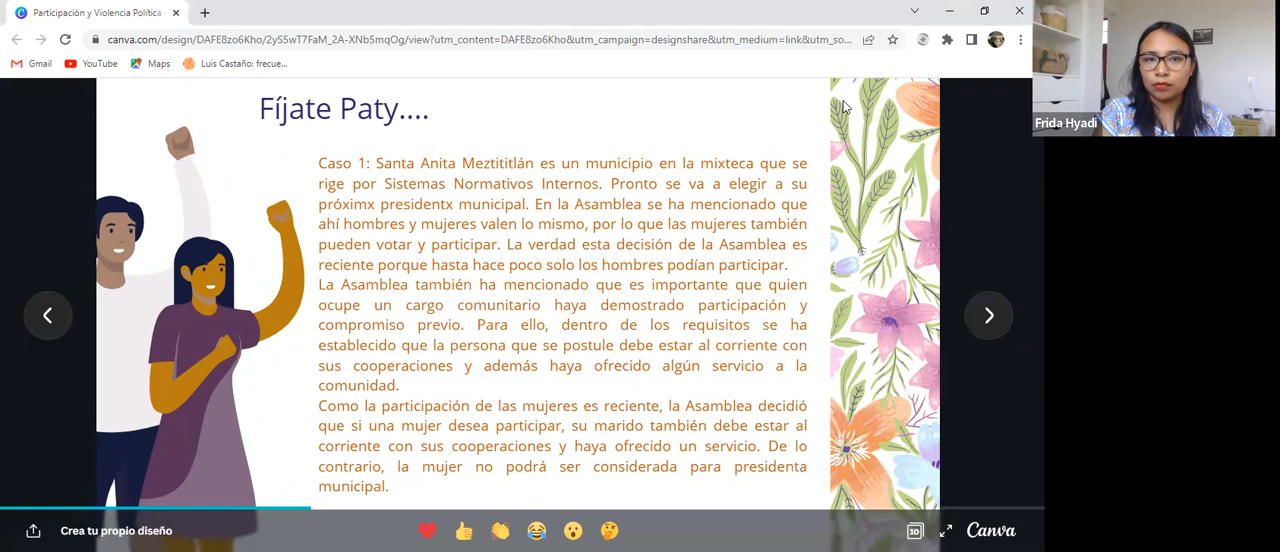 Participación y Violencia Política
canva.com/design/DAFE8zo6Kho/2yS5wT7FaM_2A-XNb5mqOg/view?utm_content=DAFE8zo6Kho&utm_campaign=designshare&utm_medium=link&utm_so...
Gmail
YouTube
Maps
Luis Castaño: frecue...
Frida Hyadi
Fíjate Paty....
Caso 1: Santa Anita Meztititlán es un municipio en la mixteca que se
rige por Sistemas Normativos Internos. Pronto se va a elegir a su
próximx presidentx municipal. En la Asamblea se ha mencionado que
ahí hombres y mujeres valen lo mismo, por lo que las mujeres también
pueden votar y participar. La verdad esta decisión de la Asamblea es
reciente porque hasta hace poco solo los hombres podían participar.
La Asamblea también ha mencionado que es importante que quien
ocupe un cargo comunitario haya demostrado participación y
compromiso previo. Para ello, dentro de los requisitos se ha
establecido que la persona que se postule debe estar al corriente con
sus cooperaciones y además haya ofrecido algún servicio a la
comunidad.
Como la participación de las mujeres es reciente, la Asamblea decidió
que si una mujer desea participar, su marido también debe estar al
corriente con sus cooperaciones y haya ofrecido un servicio. De lo
contrario, la mujer no podrá ser considerada para presidenta
municipal.
Crea tu propio diseño
10
Canva